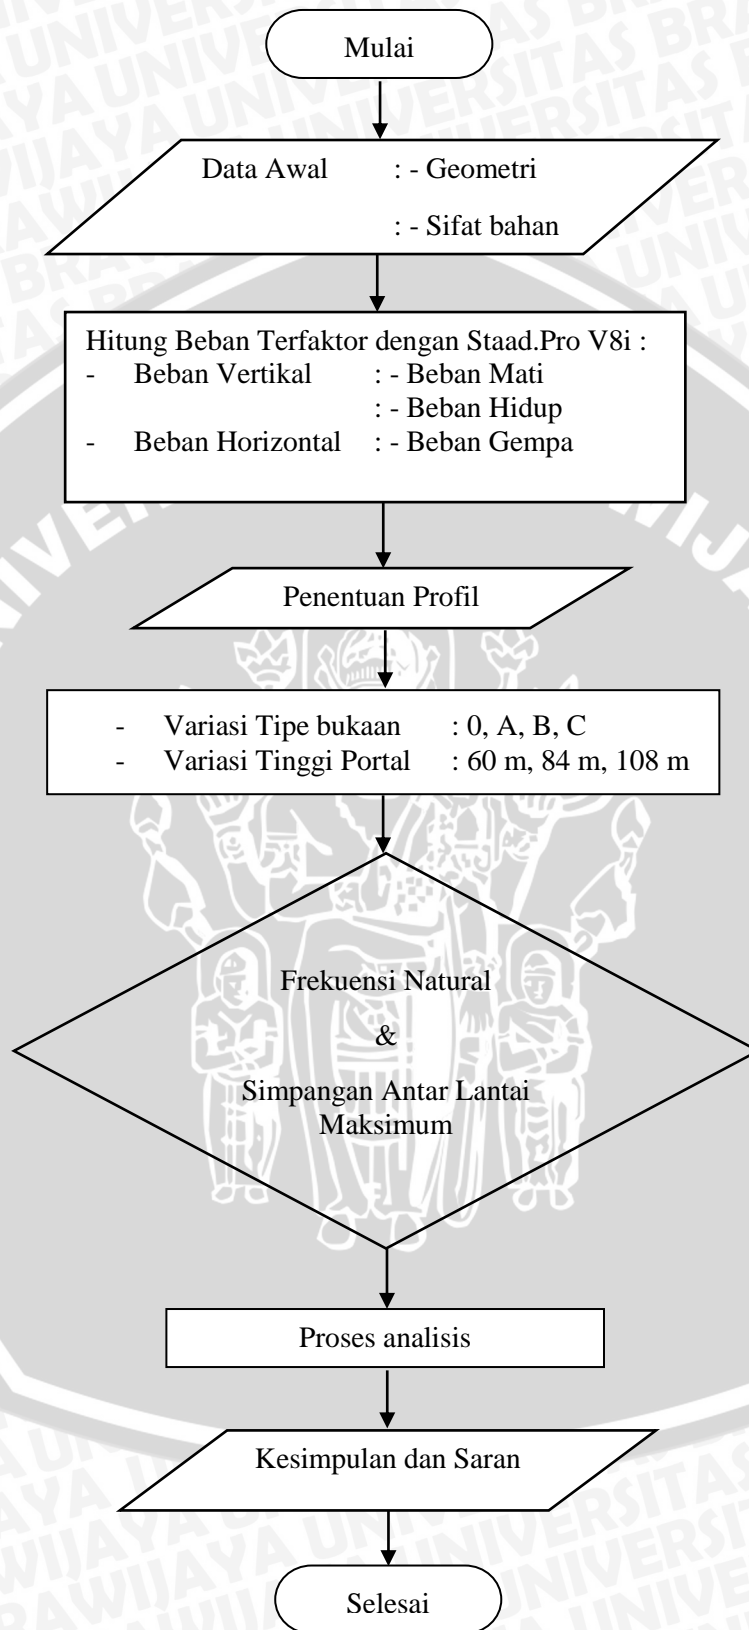 Mulai
Data Awal : - Geometri
: - Sifat bahan
Hitung Beban Terfaktor dengan Staad.Pro V8i :
- Beban Vertikal : - Beban Mati
: - Beban Hidup
- Beban Horizontal : - Beban Gempa
Penentuan Profil
- Variasi Tipe bukaan : 0, A, B, C
- Variasi Tinggi Portal : 60 m, 84 m, 108 m
Frekuensi Natural
&
Simpangan Antar Lantai
Maksimum
Proses analisis
Kesimpulan dan Saran
Selesai